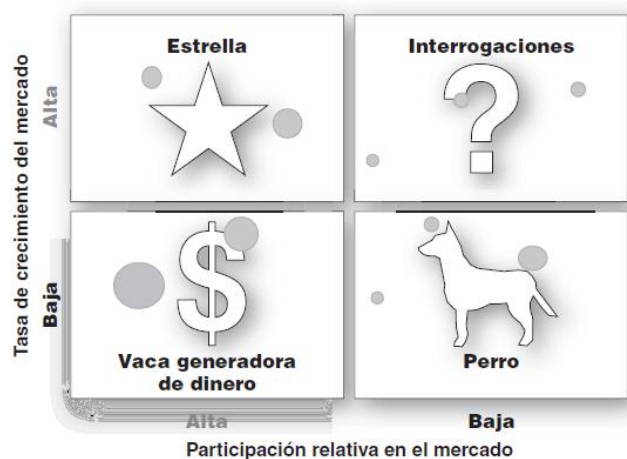 Estrella
Interrogaciones
Tasa de crecimiento del mercado
Alta
?
$
Baja
Vaca generadora
de dinero
Perro
Alta
Baja
Participación relativa en el mercado